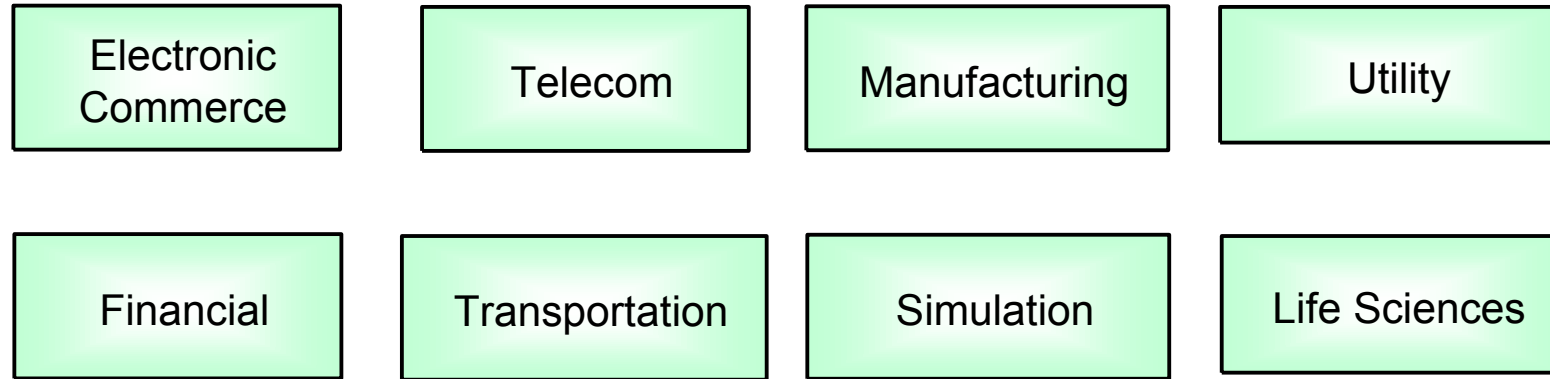 Electronic
Commerce
Telecom
Manufacturing
Utility
Financial
Transportation
Simulation
Life Sciences